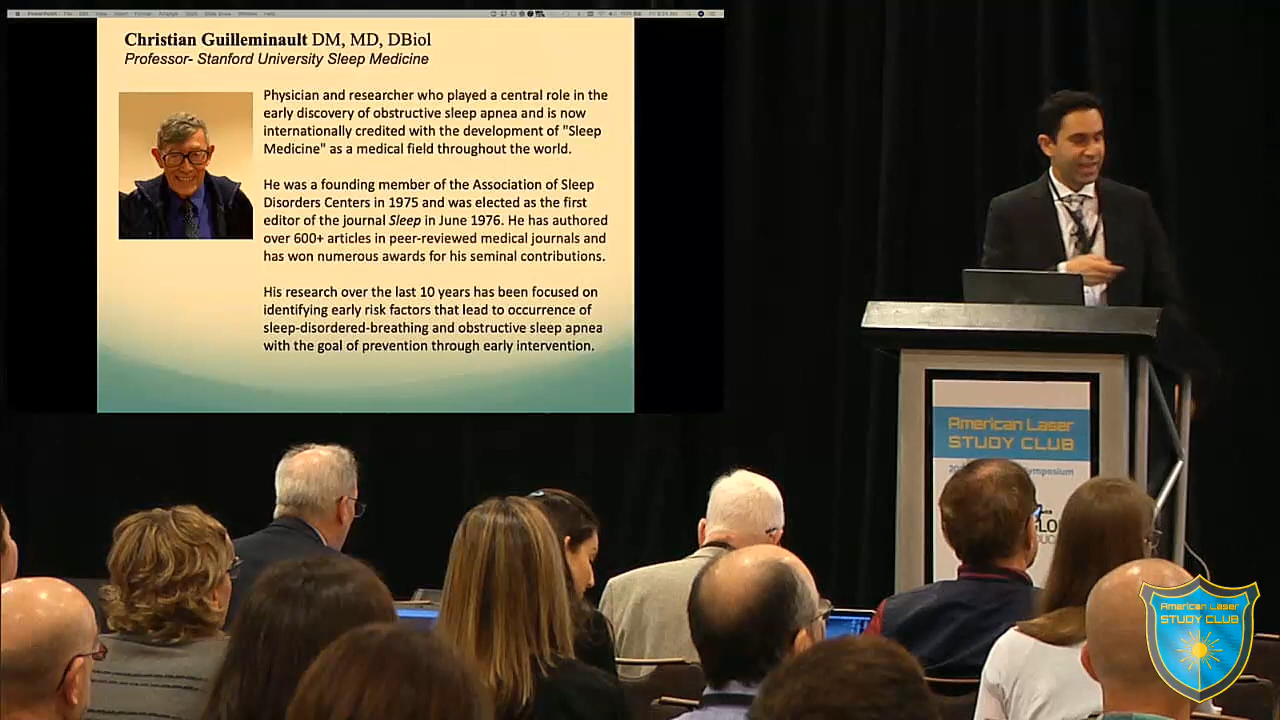 Christian Guilleminault DM, MD, DBiol
Professor- Stanford University Sleep Medicine
Physician and researcher who played a central role in the
early discovery of obstructive sleep apnea and is now
internationally credited with the development of "Sleep
Medicine" as a medical field throughout the world.
He was a founding member of the Association of Sleep
Disorders Centers in 1975 and was elected as the first
editor of the journal Sleep in June 1976. He has authored
over 600+ articles in peer-reviewed medical journals and
has won numerous awards for his seminal contributions.
His research over the last 10 years has been focused on
identifying early risk factors that lead to occurrence of
sleep-disordered-breathing and obstructive sleep apnea
with the goal of prevention through early intervention.
American Laser
STUDY CLUB
American Laser
STUDY CLUB